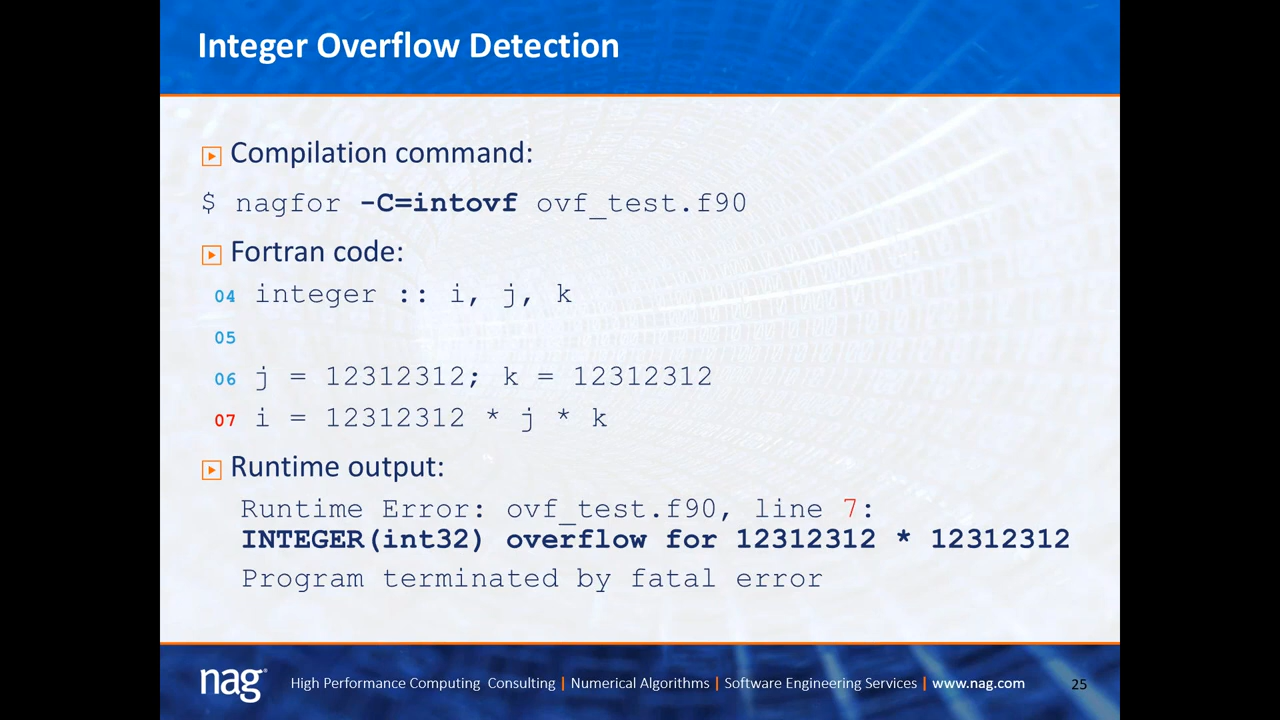 Integer Overflow Detection
Compilation command:
$ nagfor -C=intovf ovf_test.f90
Fortran code:
04 integer :: i, j, k
05
06 j = 12312312; k = 12312312
07 i = 12312312 * j * k
Runtime output:
Runtime Error: ovf_test.f90, line 7:
INTEGER(int32) overflow for 12312312 * 12312312
Program terminated by fatal error
nag® High Performance Computing Consulting | Numerical Algorithms | Software Engineering Services | www.nag.com 25